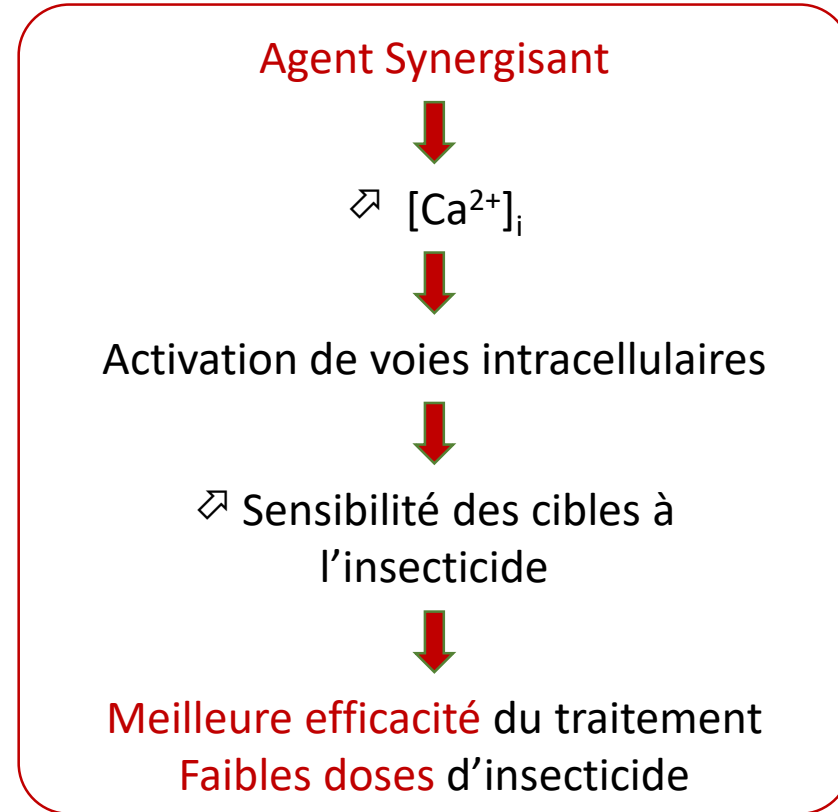 Agent Synergisant
⬀ [Ca²⁺]ᵢ
Activation de voies intracellulaires
⬀ Sensibilité des cibles à
l’insecticide
Meilleure efficacité du traitement
Faibles doses d’insecticide